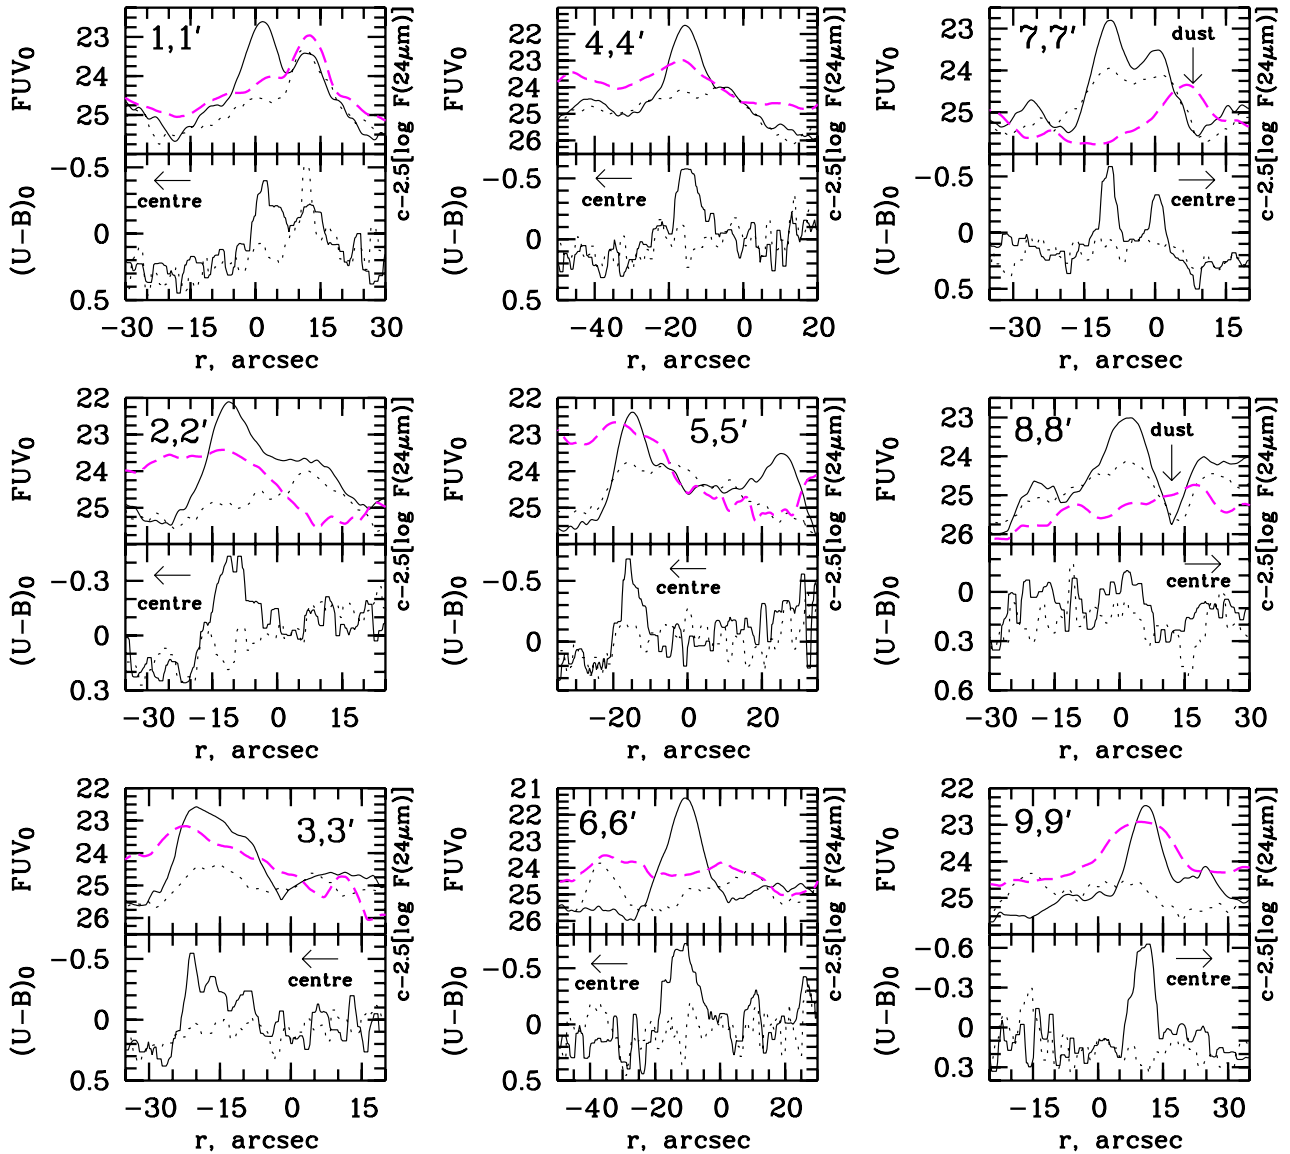 1,1′
FUV₀
23
24
25
c−2.5[log F(24μm)]
(U−B)₀
−0.5
0
0.5
centre
−30 −15 0 15 30
r, arcsec
4,4′
FUV₀
22
23
24
25
26
c−2.5[log F(24μm)]
(U−B)₀
−0.5
0
0.5
centre
−40 −20 0 20
r, arcsec
7,7′
dust
FUV₀
23
24
25
c−2.5[log F(24μm)]
(U−B)₀
−0.5
0
0.5
centre
−30 −15 0 15
r, arcsec
2,2′
FUV₀
22
23
24
25
c−2.5[log F(24μm)]
(U−B)₀
−0.3
0
0.3
centre
−30 −15 0 15
r, arcsec
5,5′
FUV₀
22
23
24
25
c−2.5[log F(24μm)]
(U−B)₀
−0.5
0
centre
−20 0 20
r, arcsec
8,8′
dust
FUV₀
23
24
25
26
c−2.5[log F(24μm)]
(U−B)₀
0
0.3
0.6
centre
−30 −15 0 15 30
r, arcsec
3,3′
FUV₀
22
23
24
25
26
c−2.5[log F(24μm)]
(U−B)₀
−0.5
0
0.5
centre
−30 −15 0 15
r, arcsec
6,6′
FUV₀
21
22
23
24
25
26
c−2.5[log F(24μm)]
(U−B)₀
−0.5
0
0.5
centre
−40 −20 0 20
r, arcsec
9,9′
FUV₀
22
23
24
25
c−2.5[log F(24μm)]
(U−B)₀
−0.6
−0.3
0
0.3
centre
−15 0 15 30
r, arcsec